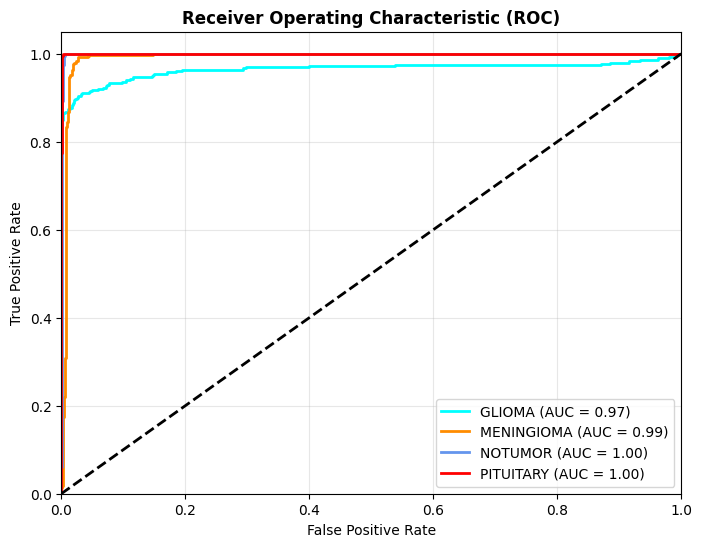 Receiver Operating Characteristic (ROC)
1.0
0.8
0.6
0.4
0.2
0.0
True Positive Rate
0.0 0.2 0.4 0.6 0.8 1.0
False Positive Rate
GLIOMA (AUC = 0.97)
MENINGIOMA (AUC = 0.99)
NOTUMOR (AUC = 1.00)
PITUITARY (AUC = 1.00)